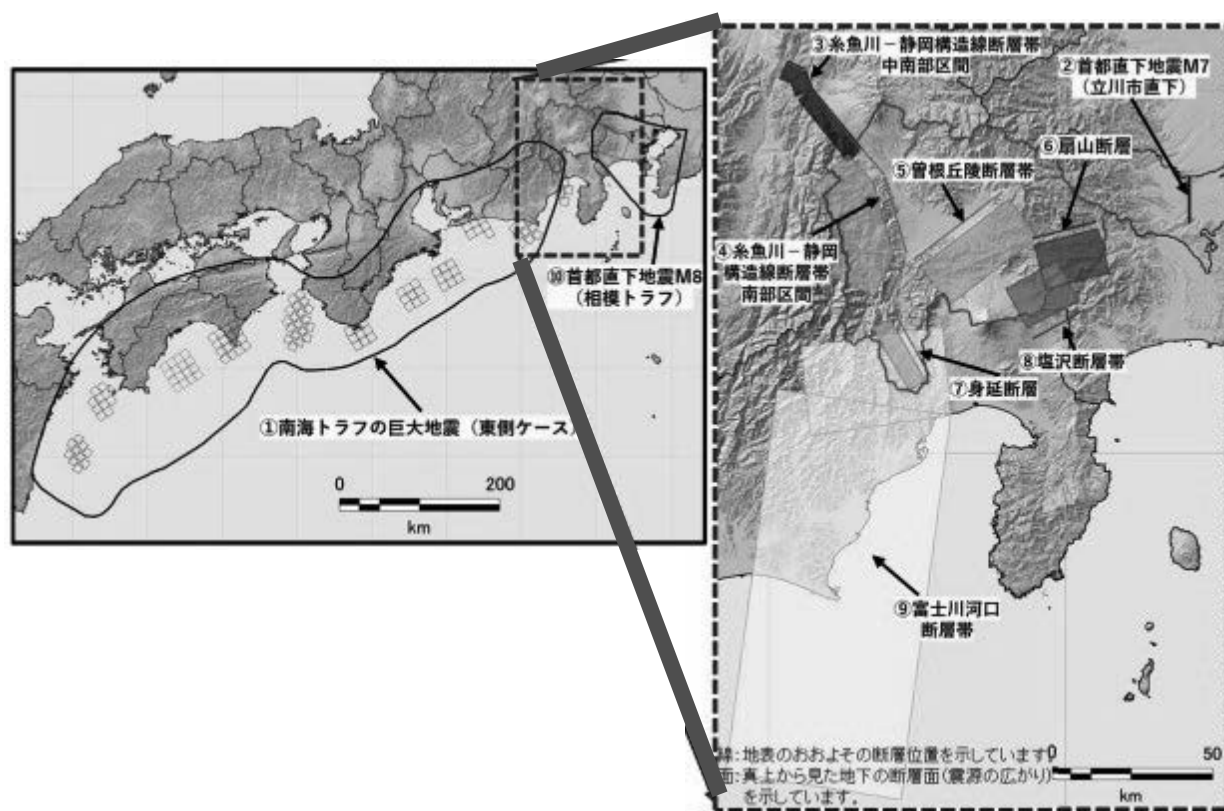 ①南海トラフの巨大地震（東側ケース）
⑩首都直下地震M8
（相模トラフ）
0 200
km
③糸魚川－静岡構造線断層帯
中南部区間
②首都直下地震M7
（立川市直下）
⑥扇山断層
⑤曽根丘陵断層帯
④糸魚川－静岡
構造線断層帯
南部区間
⑧塩沢断層帯
⑦身延断層
⑨富士川河口
断層帯
線：地表のおおよその断層位置を示しています。
面：真上から見た地下の断層面（震源の広がり）
を示しています。
0 50
km